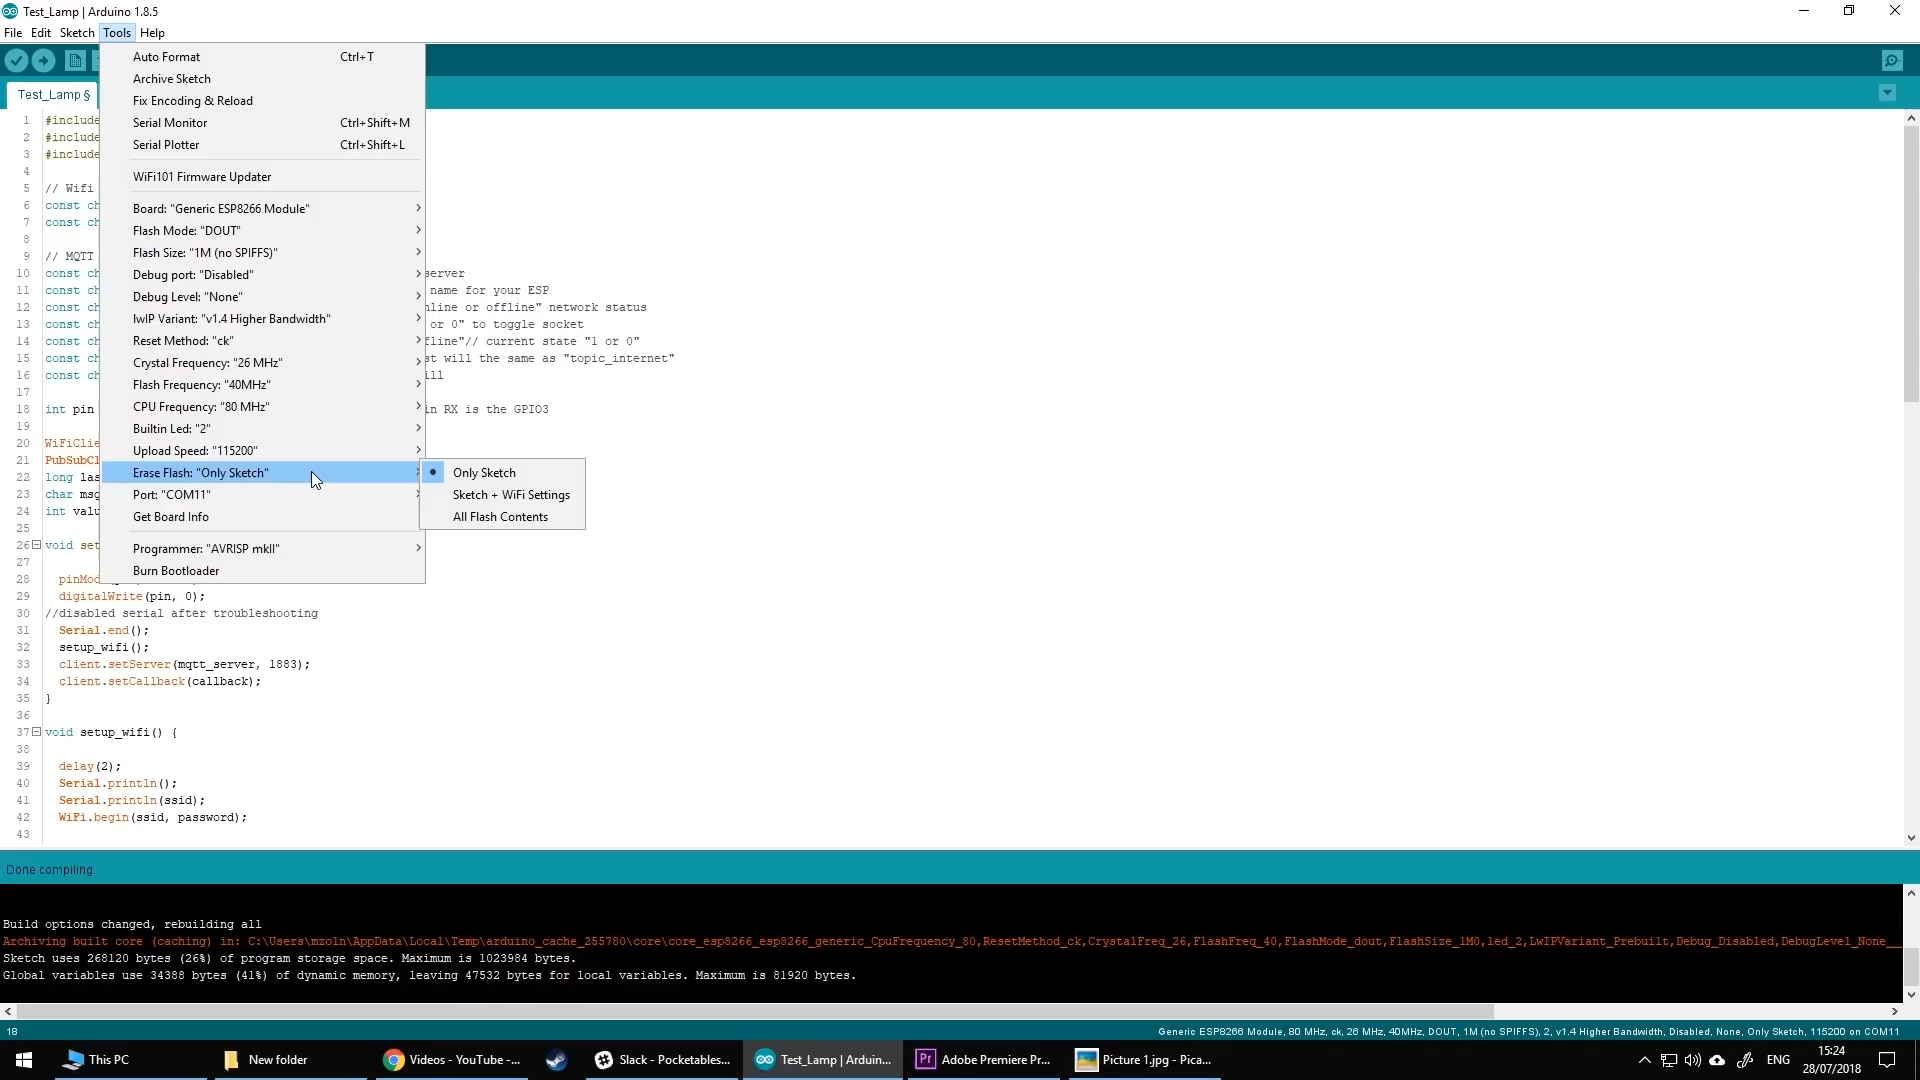 Test_Lamp | Arduino 1.8.5
File Edit Sketch Tools Help
Auto Format Ctrl+T
Archive Sketch
Fix Encoding & Reload
Serial Monitor Ctrl+Shift+M
Serial Plotter Ctrl+Shift+L
WiFi101 Firmware Updater
Board: "Generic ESP8266 Module"
Flash Mode: "DOUT"
Flash Size: "1M (no SPIFFS)"
Debug port: "Disabled"
Debug Level: "None"
lwIP Variant: "v1.4 Higher Bandwidth"
Reset Method: "ck"
Crystal Frequency: "26 MHz"
Flash Frequency: "40MHz"
CPU Frequency: "80 MHz"
Builtin Led: "2"
Upload Speed: "115200"
Erase Flash: "Only Sketch"
Port: "COM11"
Get Board Info
Programmer: "AVRISP mkII"
Burn Bootloader
Only Sketch
Sketch + WiFi Settings
All Flash Contents
Test_Lamp §
1 #include
2 #include
3 #include
4
5 // Wifi
6 const ch
7 const ch
8
9 // MQTT
10 const ch server
11 const ch name for your ESP
12 const ch nline or offline" network status
13 const ch or 0" to toggle socket
14 const ch fline"// current state "1 or 0"
15 const ch st will the same as "topic_internet"
16 const ch ill
17
18 int pin in RX is the GPIO3
19
20 WiFiClie
21 PubSubCl
22 long las
23 char msg
24 int valu
25
26 void set
27
28 pinMod
29 digitalWrite(pin, 0);
30 //disabled serial after troubleshooting
31 Serial.end();
32 setup_wifi();
33 client.setServer(mqtt_server, 1883);
34 client.setCallback(callback);
35 }
36
37 void setup_wifi() {
38
39 delay(2);
40 Serial.println();
41 Serial.println(ssid);
42 WiFi.begin(ssid, password);
43
Done compiling.
Build options changed, rebuilding all
Archiving built core (caching) in: C:\Users\mzoln\AppData\Local\Temp\arduino_cache_255780\core\core_esp8266_esp8266_generic_CpuFrequency_80,ResetMethod_ck,CrystalFreq_26,FlashFreq_40,FlashMode_dout,FlashSize_1M0,led_2,LwIPVariant_Prebuilt,Debug_Disabled,DebugLevel_None__
Sketch uses 268120 bytes (26%) of program storage space. Maximum is 1023984 bytes.
Global variables use 34388 bytes (41%) of dynamic memory, leaving 47532 bytes for local variables. Maximum is 81920 bytes.
18 Generic ESP8266 Module, 80 MHz, ck, 26 MHz, 40MHz, DOUT, 1M (no SPIFFS), 2, v1.4 Higher Bandwidth, Disabled, None, Only Sketch, 115200 on COM11
This PC New folder Videos - YouTube -... Slack - Pocketables... Test_Lamp | Arduin... Adobe Premiere Pr... Picture 1.jpg - Pica... ENG 15:24
28/07/2018